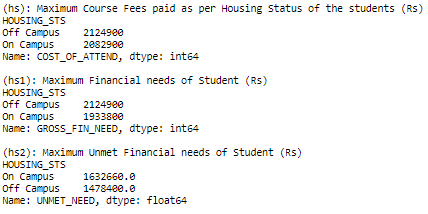 (hs): Maximum Course Fees paid as per Housing Status of the students (Rs)
HOUSING_STS
Off Campus    2124900
On Campus     2082900
Name: COST_OF_ATTEND, dtype: int64
(hs1): Maximum Financial needs of Student (Rs)
HOUSING_STS
Off Campus    2124900
On Campus     1933800
Name: GROSS_FIN_NEED, dtype: int64
(hs2): Maximum Unmet Financial needs of Student (Rs)
HOUSING_STS
On Campus     1632660.0
Off Campus    1478400.0
Name: UNMET_NEED, dtype: float64